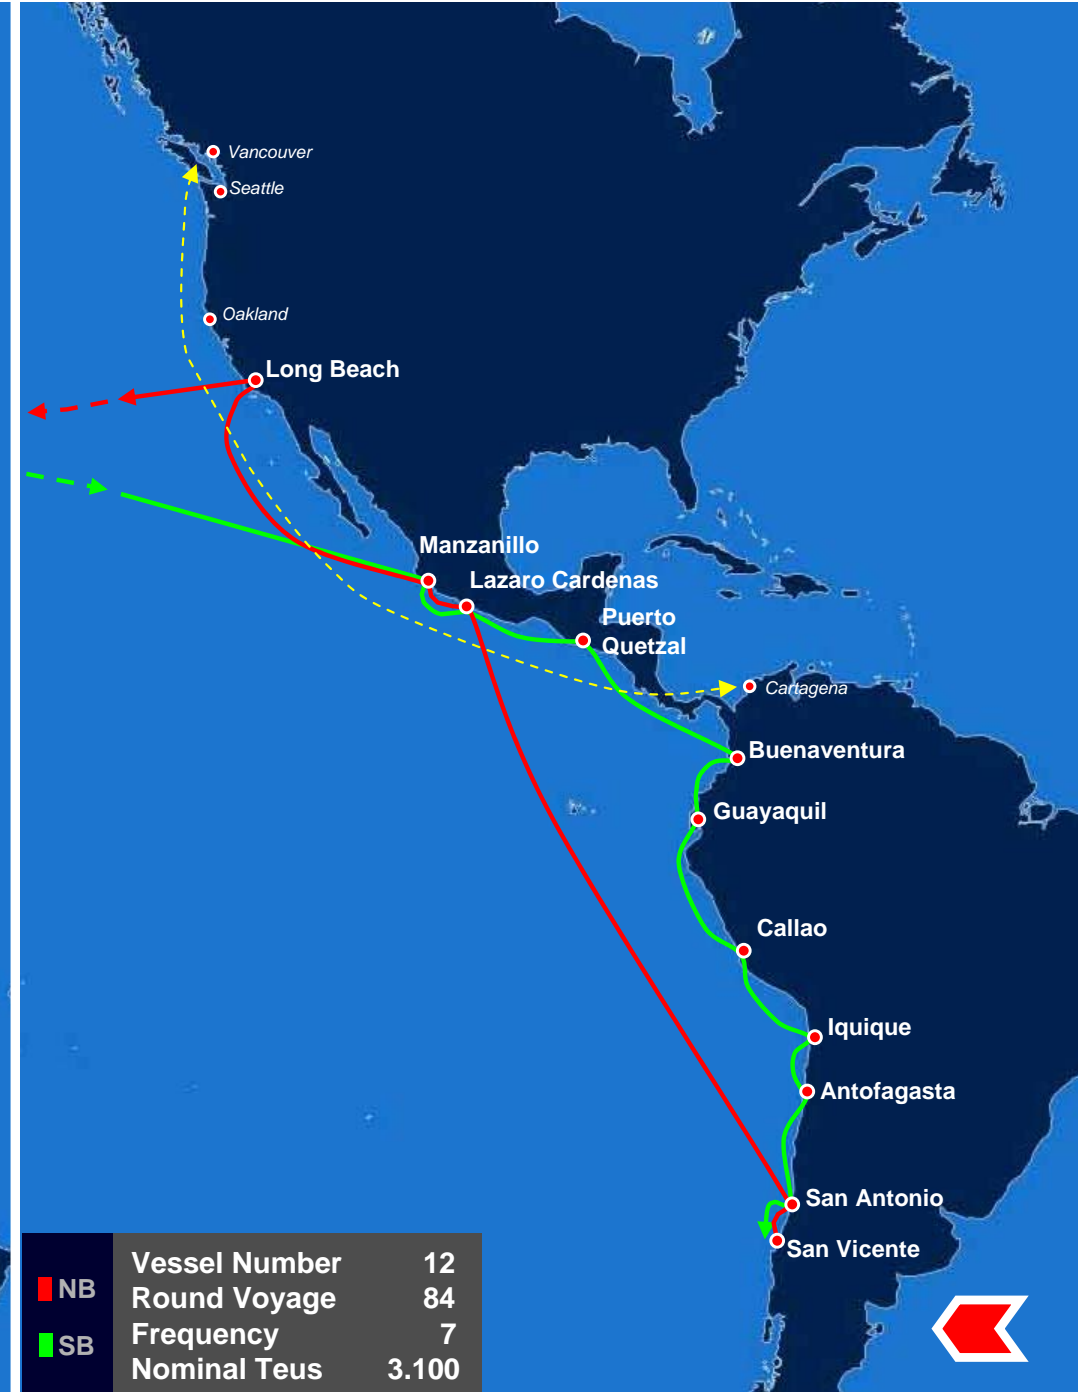 Vancouver
Seattle
Oakland
Long Beach
Manzanillo
Lazaro Cardenas
Puerto
Quetzal
Cartagena
Buenaventura
Guayaquil
Callao
Iquique
Antofagasta
San Antonio
San Vicente
NB
SB
Vessel Number 12
Round Voyage 84
Frequency 7
Nominal Teus 3.100